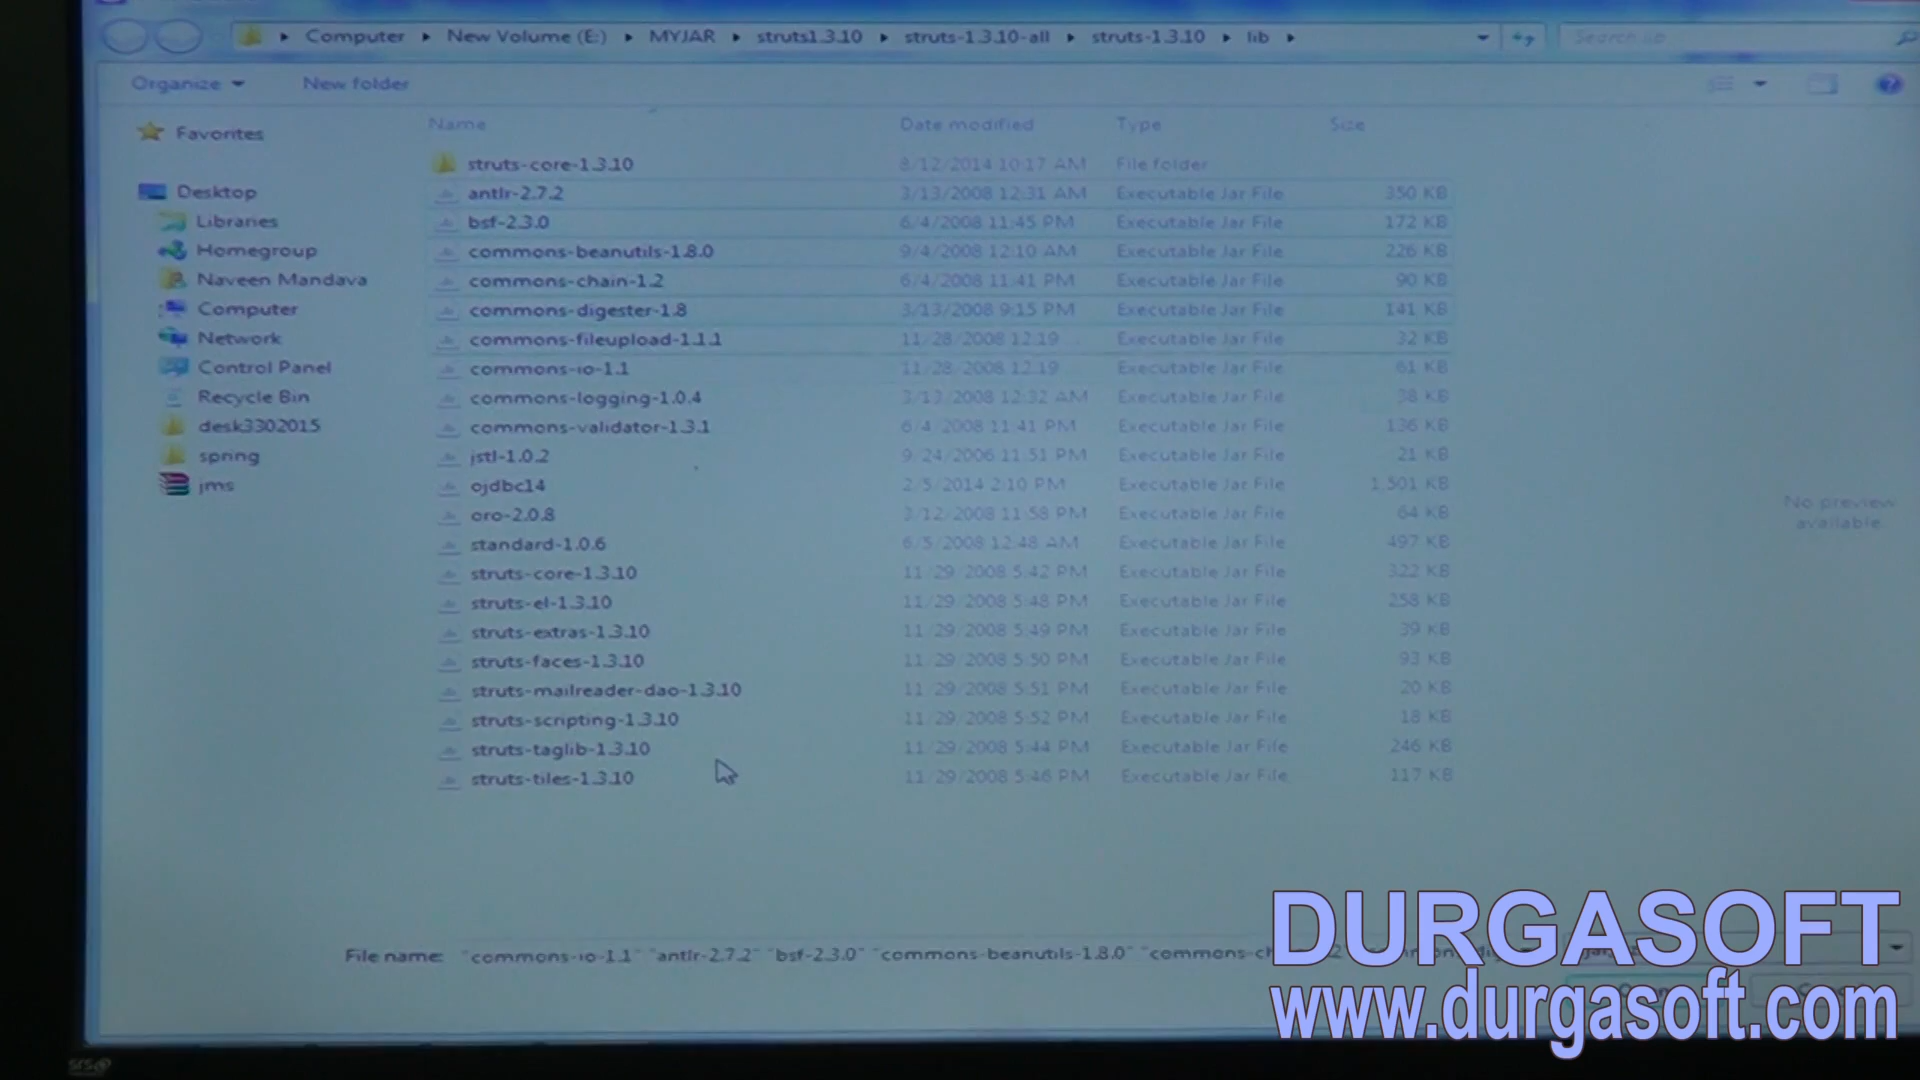 Computer ▸ New Volume (E:) ▸ MYJAR ▸ struts1.3.10 ▸ struts-1.3.10-all ▸ struts-1.3.10 ▸ lib ▸ Search lib
Organize New folder
Name Date modified Type Size
Favorites
Desktop
Libraries
Homegroup
Naveen Mandava
Computer
Network
Control Panel
Recycle Bin
desk3302015
spring
jms
struts-core-1.3.10 8/12/2014 10:17 AM File folder
antlr-2.7.2 3/13/2008 12:31 AM Executable Jar File 350 KB
bsf-2.3.0 6/4/2008 11:45 PM Executable Jar File 172 KB
commons-beanutils-1.8.0 9/4/2008 12:10 AM Executable Jar File 226 KB
commons-chain-1.2 6/4/2008 11:41 PM Executable Jar File 90 KB
commons-digester-1.8 3/13/2008 9:15 PM Executable Jar File 141 KB
commons-fileupload-1.1.1 11/28/2008 12:19 ... Executable Jar File 32 KB
commons-io-1.1 11/28/2008 12:19 ... Executable Jar File 61 KB
commons-logging-1.0.4 3/13/2008 12:32 AM Executable Jar File 38 KB
commons-validator-1.3.1 6/4/2008 11:41 PM Executable Jar File 136 KB
jstl-1.0.2 9/24/2006 11:51 PM Executable Jar File 21 KB
ojdbc14 2/5/2014 2:10 PM Executable Jar File 1,501 KB
oro-2.0.8 3/12/2008 11:58 PM Executable Jar File 64 KB
standard-1.0.6 6/5/2008 12:48 AM Executable Jar File 497 KB
struts-core-1.3.10 11/29/2008 5:42 PM Executable Jar File 322 KB
struts-el-1.3.10 11/29/2008 5:48 PM Executable Jar File 258 KB
struts-extras-1.3.10 11/29/2008 5:49 PM Executable Jar File 39 KB
struts-faces-1.3.10 11/29/2008 5:50 PM Executable Jar File 93 KB
struts-mailreader-dao-1.3.10 11/29/2008 5:51 PM Executable Jar File 20 KB
struts-scripting-1.3.10 11/29/2008 5:52 PM Executable Jar File 18 KB
struts-taglib-1.3.10 11/29/2008 5:44 PM Executable Jar File 246 KB
struts-tiles-1.3.10 11/29/2008 5:46 PM Executable Jar File 117 KB
No preview
available
File name: "commons-io-1.1" "antlr-2.7.2" "bsf-2.3.0" "commons-beanutils-1.8.0" "commons-ch
DURGASOFT
www.durgasoft.com